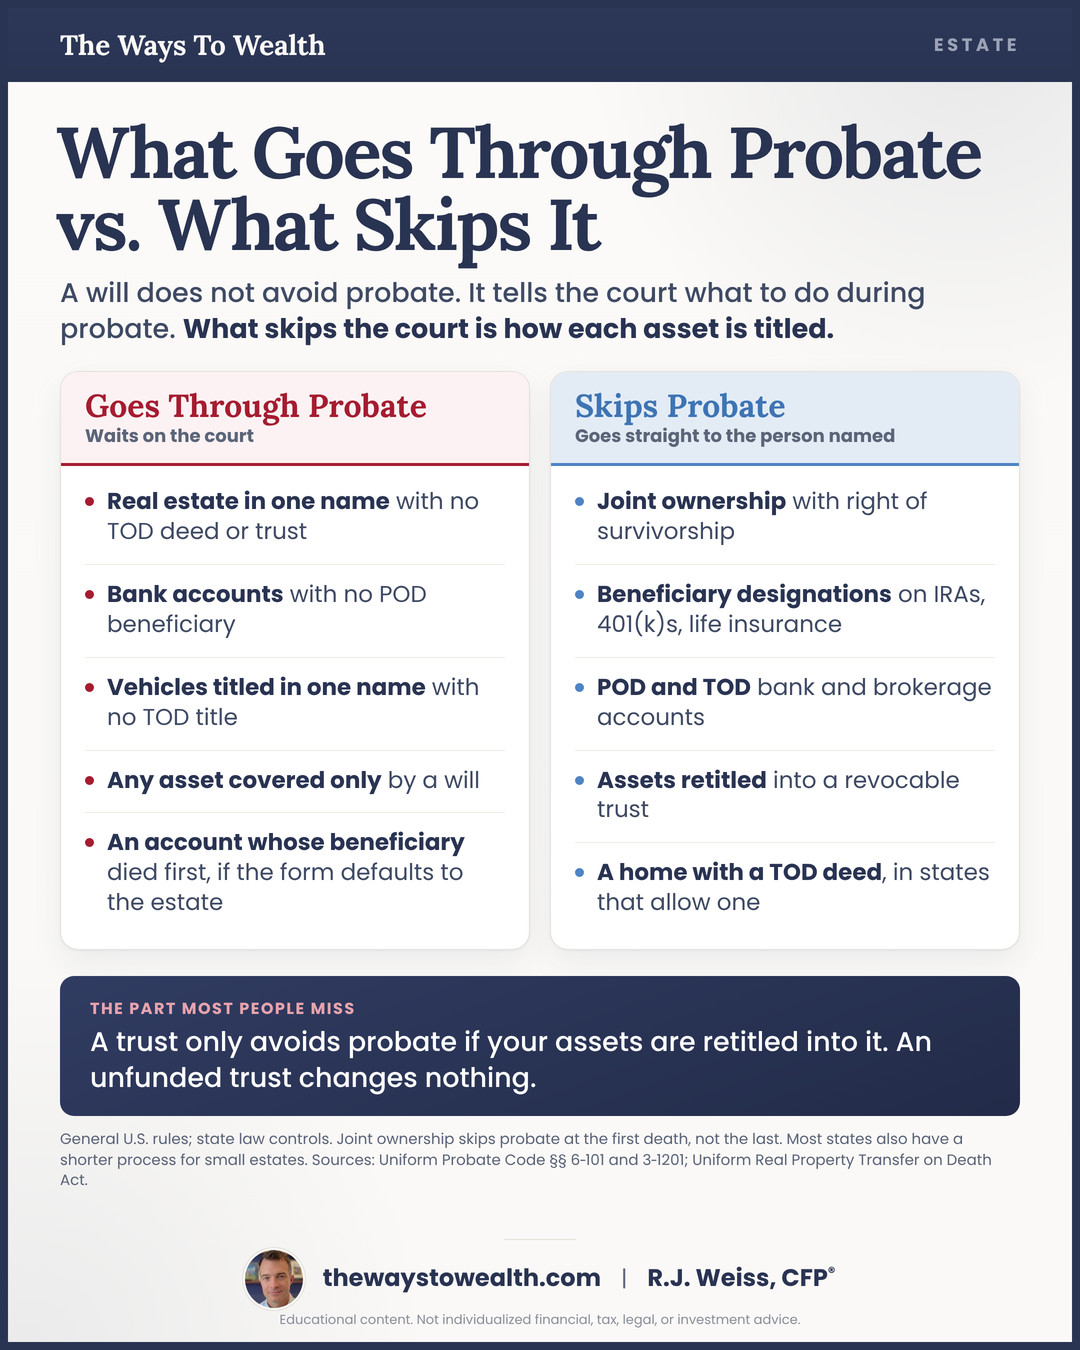 The Ways To Wealth
ESTATE
What Goes Through Probate
vs. What Skips It
A will does not avoid probate. It tells the court what to do during
probate. What skips the court is how each asset is titled.
Goes Through Probate
Waits on the court
• Real estate in one name with no
TOD deed or trust
• Bank accounts with no POD
beneficiary
• Vehicles titled in one name with
no TOD title
• Any asset covered only by a will
• An account whose beneficiary
died first, if the form defaults to
the estate
Skips Probate
Goes straight to the person named
• Joint ownership with right of
survivorship
• Beneficiary designations on IRAs,
401(k)s, life insurance
• POD and TOD bank and brokerage
accounts
• Assets retitled into a revocable
trust
• A home with a TOD deed, in states
that allow one
THE PART MOST PEOPLE MISS
A trust only avoids probate if your assets are retitled into it. An
unfunded trust changes nothing.
General U.S. rules; state law controls. Joint ownership skips probate at the first death, not the last. Most states also have a
shorter process for small estates. Sources: Uniform Probate Code §§ 6-101 and 3-1201; Uniform Real Property Transfer on Death
Act.
thewaystowealth.com | R.J. Weiss, CFP®
Educational content. Not individualized financial, tax, legal, or investment advice.